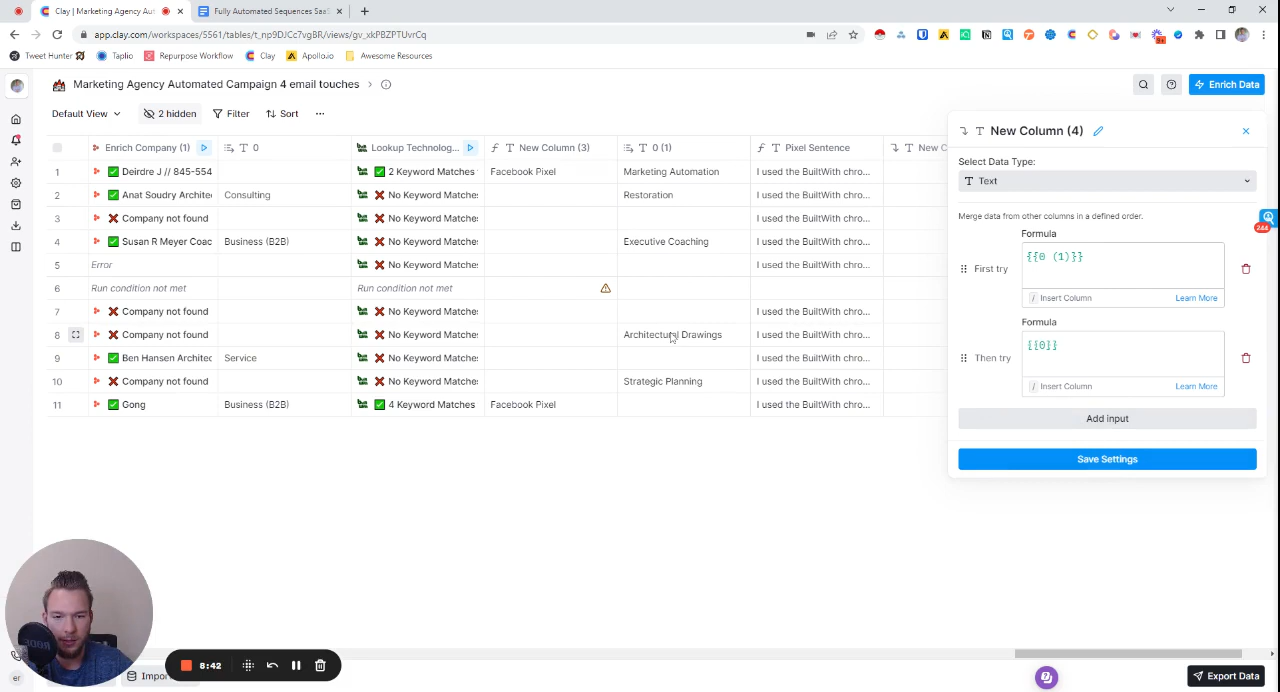 Clay | Marketing Agency Aut
Fully Automated Sequences SaaS
app.clay.com/workspaces/5561/tables/t_np9DJCc7vgBR/views/gv_xkPBZPTUvrCq
Tweet Hunter
Taplio
Repurpose Workflow
Clay
Apollo.io
Awesome Resources
Marketing Agency Automated Campaign 4 email touches
Enrich Data
Default View
2 hidden
Filter
Sort
Enrich Company (1) T 0 Lookup Technolog... T New Column (3) T 0 (1) Pixel Sentence T New C
1 Deirdre J // 845-554 2 Keyword Matches Facebook Pixel Marketing Automation I used the BuiltWith chro...
2 Anat Soudry Architec Consulting No Keyword Matche: Restoration I used the BuiltWith chro...
3 Company not found No Keyword Matche: I used the BuiltWith chro...
4 Susan R Meyer Coac Business (B2B) No Keyword Matche: Executive Coaching I used the BuiltWith chro...
5 Error No Keyword Matche: I used the BuiltWith chro...
6 Run condition not met Run condition not met
7 Company not found No Keyword Matche: I used the BuiltWith chro...
8 Company not found No Keyword Matche: Architectural Drawings I used the BuiltWith chro...
9 Ben Hansen Architec Service No Keyword Matche: I used the BuiltWith chro...
10 Company not found No Keyword Matche: Strategic Planning I used the BuiltWith chro...
11 Gong Business (B2B) 4 Keyword Matches Facebook Pixel I used the BuiltWith chro...
T New Column (4)
Select Data Type:
T Text
Merge data from other columns in a defined order.
Formula
First try
{{0 (1)}}
/ Insert Column Learn More
Formula
Then try
{{0}}
/ Insert Column Learn More
Add input
Save Settings
244
9+
RODE
8:42
er
Impor
Export Data